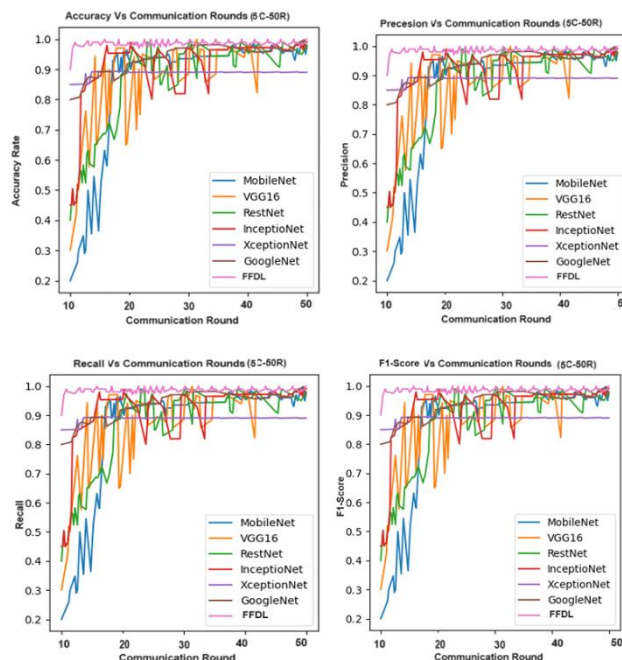 Accuracy Vs Communication Rounds (5C-50R)
1.0
0.9
0.8
0.7
0.6
0.5
0.4
0.3
0.2
Accuracy Rate
MobileNet
VGG16
RestNet
InceptioNet
XceptionNet
GoogleNet
FFDL
10 20 30 40 50
Communication Round
Precesion Vs Communication Rounds (5C-50R)
1.0
0.9
0.8
0.7
0.6
0.5
0.4
0.3
0.2
Precision
MobileNet
VGG16
RestNet
InceptioNet
XceptionNet
GoogleNet
FFDL
10 20 30 40 50
Communication Round
Recall Vs Communication Rounds (5C-50R)
1.0
0.9
0.8
0.7
0.6
0.5
0.4
0.3
0.2
Recall
MobileNet
VGG16
RestNet
InceptioNet
XceptionNet
GoogleNet
FFDL
10 20 30 40 50
Communication Round
F1-Score Vs Communication Rounds (5C-50R)
1.0
0.9
0.8
0.7
0.6
0.5
0.4
0.3
0.2
F1-Score
MobileNet
VGG16
RestNet
InceptioNet
XceptionNet
GoogleNet
FFDL
10 20 30 40 50
Communication Round